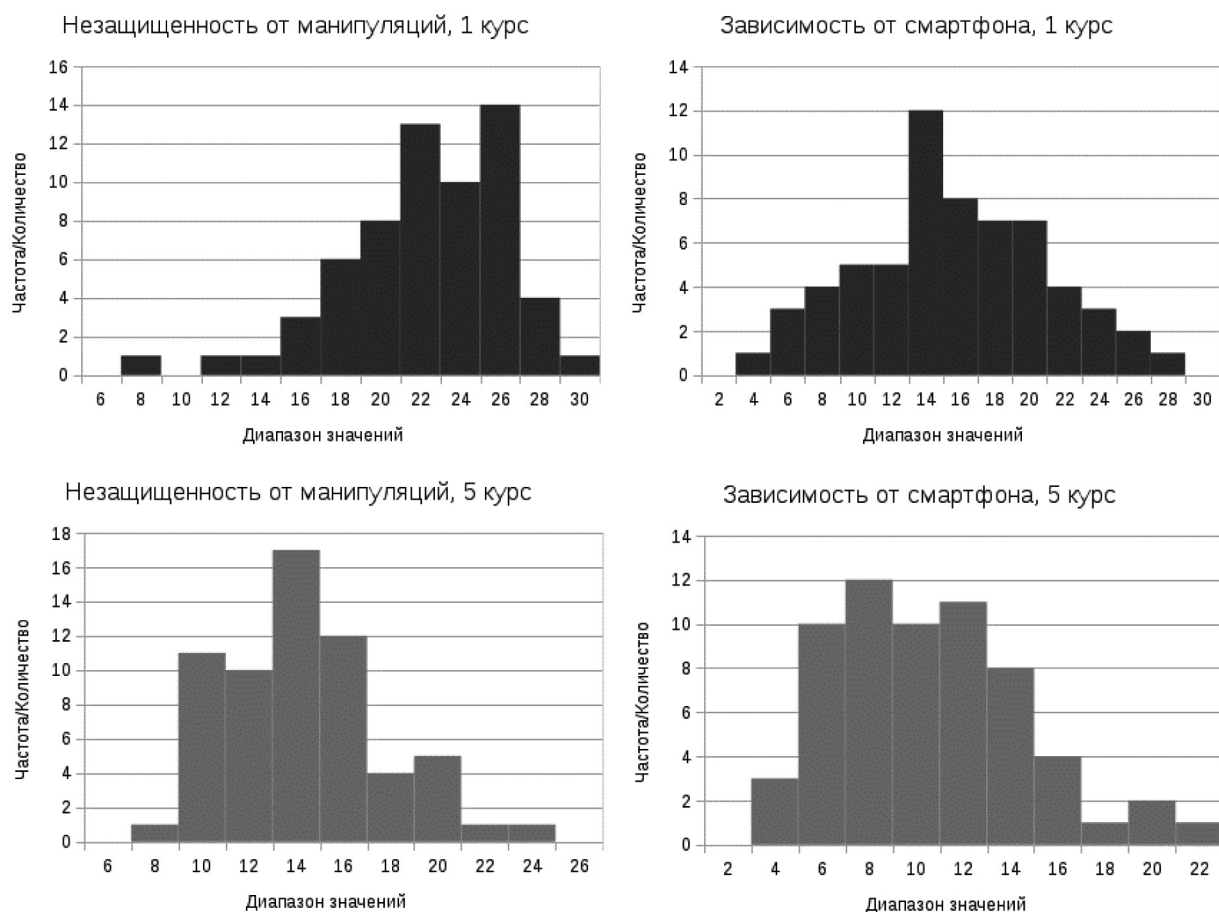 Незащищенность от манипуляций, 1 курс
16
14
12
10
8
6
4
2
0
Частота/Количество
6 8 10 12 14 16 18 20 22 24 26 28 30
Диапазон значений
Зависимость от смартфона, 1 курс
14
12
10
8
6
4
2
0
Частота/Количество
2 4 6 8 10 12 14 16 18 20 22 24 26 28 30
Диапазон значений
Незащищенность от манипуляций, 5 курс
18
16
14
12
10
8
6
4
2
0
Частота/Количество
6 8 10 12 14 16 18 20 22 24 26
Диапазон значений
Зависимость от смартфона, 5 курс
14
12
10
8
6
4
2
0
Частота/Количество
2 4 6 8 10 12 14 16 18 20 22
Диапазон значений